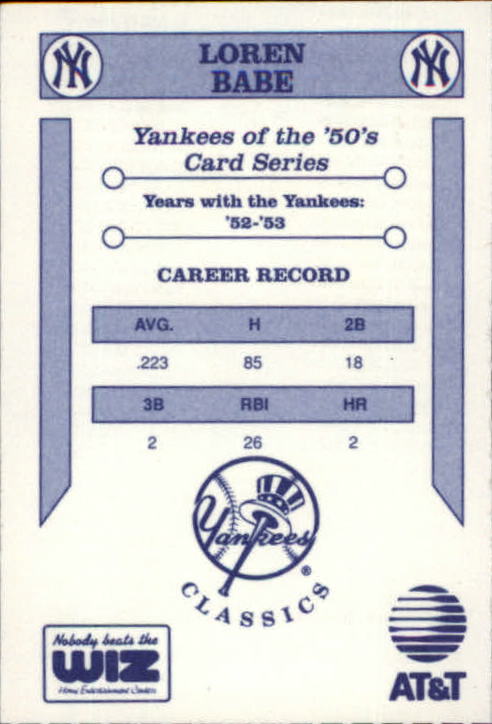 LOREN
BABE
Yankees of the '50's
Card Series
Years with the Yankees:
'52-'53
CAREER RECORD
AVG. H 2B
.223 85 18
3B RBI HR
2 26 2
Yankees
®
CLASSICS
Nobody beats the
WIZ
Home Entertainment Centers
AT&T